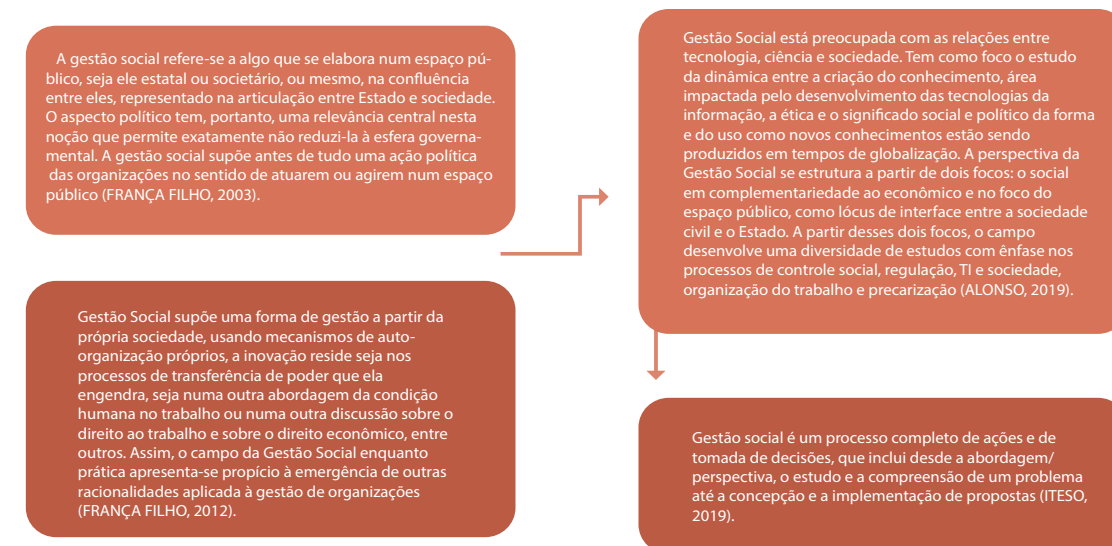 A gestão social refere-se a algo que se elabora num espaço pú-
blico, seja ele estatal ou societário, ou mesmo, na confluência
entre eles, representado na articulação entre Estado e sociedade.
O aspecto político tem, portanto, uma relevância central nesta
noção que permite exatamente não reduzi-la à esfera governa-
mental. A gestão social supõe antes de tudo uma ação política
das organizações no sentido de atuarem ou agirem num espaço
público (FRANÇA FILHO, 2003).
Gestão Social supõe uma forma de gestão a partir da
própria sociedade, usando mecanismos de auto-
organização próprios, a inovação reside seja nos
processos de transferência de poder que ela
engendra, seja numa outra abordagem da condição
humana no trabalho ou numa outra discussão sobre o
direito ao trabalho e sobre o direito econômico, entre
outros. Assim, o campo da Gestão Social enquanto
prática apresenta-se propício à emergência de outras
racionalidades aplicada à gestão de organizações
(FRANÇA FILHO, 2012).
Gestão Social está preocupada com as relações entre
tecnologia, ciência e sociedade. Tem como foco o estudo
da dinâmica entre a criação do conhecimento, área
impactada pelo desenvolvimento das tecnologias da
informação, a ética e o significado social e político da forma
e do uso como novos conhecimentos estão sendo
produzidos em tempos de globalização. A perspectiva da
Gestão Social se estrutura a partir de dois focos: o social
em complementariedade ao econômico e no foco do
espaço público, como lócus de interface entre a sociedade
civil e o Estado. A partir desses dois focos, o campo
desenvolve uma diversidade de estudos com ênfase nos
processos de controle social, regulação, TI e sociedade,
organização do trabalho e precarização (ALONSO, 2019).
Gestão social é um processo completo de ações e de
tomada de decisões, que inclui desde a abordagem/
perspectiva, o estudo e a compreensão de um problema
até a concepção e a implementação de propostas (ITESO,
2019).